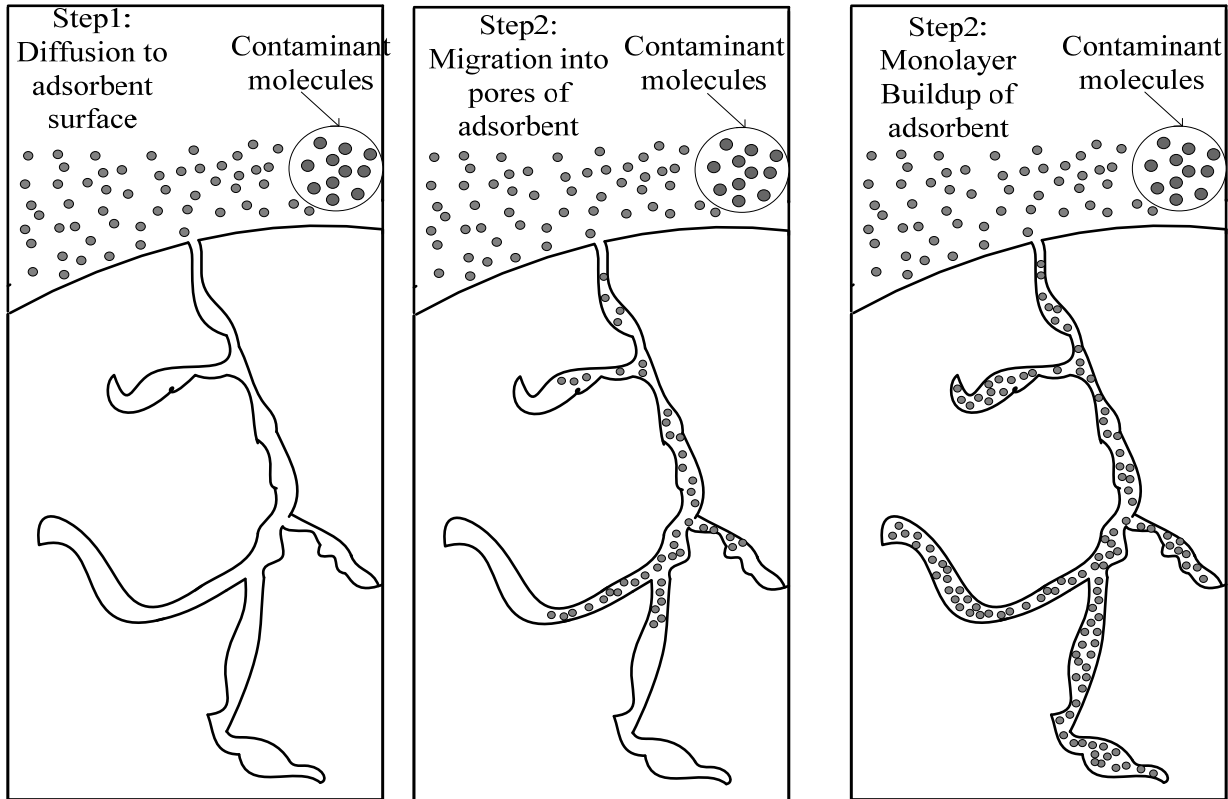 Step1:
Diffusion to
adsorbent
surface
Contaminant
molecules
Step2:
Migration into
pores of
adsorbent
Contaminant
molecules
Step2:
Monolayer
Buildup of
adsorbent
Contaminant
molecules